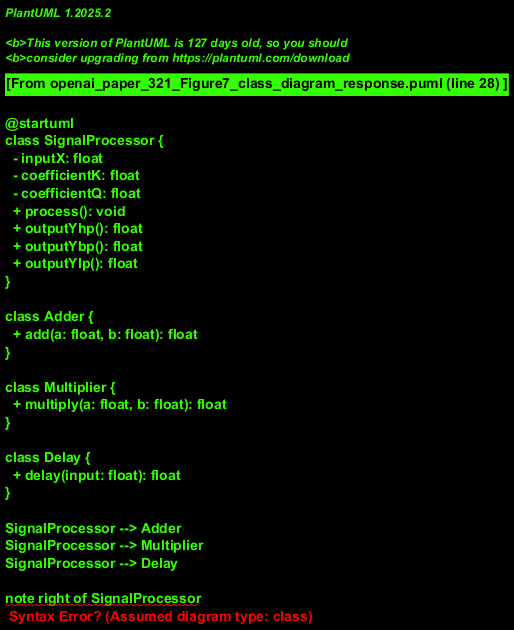 PlantUML 1.2025.2
<b>This version of PlantUML is 127 days old, so you should
<b>consider upgrading from https://plantuml.com/download
[From openai_paper_321_Figure7_class_diagram_response.puml (line 28) ]
@startuml
class SignalProcessor {
- inputX: float
- coefficientK: float
- coefficientQ: float
+ process(): void
+ outputYhp(): float
+ outputYbp(): float
+ outputYlp(): float
}
class Adder {
+ add(a: float, b: float): float
}
class Multiplier {
+ multiply(a: float, b: float): float
}
class Delay {
+ delay(input: float): float
}
SignalProcessor --> Adder
SignalProcessor --> Multiplier
SignalProcessor --> Delay
note right of SignalProcessor
Syntax Error? (Assumed diagram type: class)